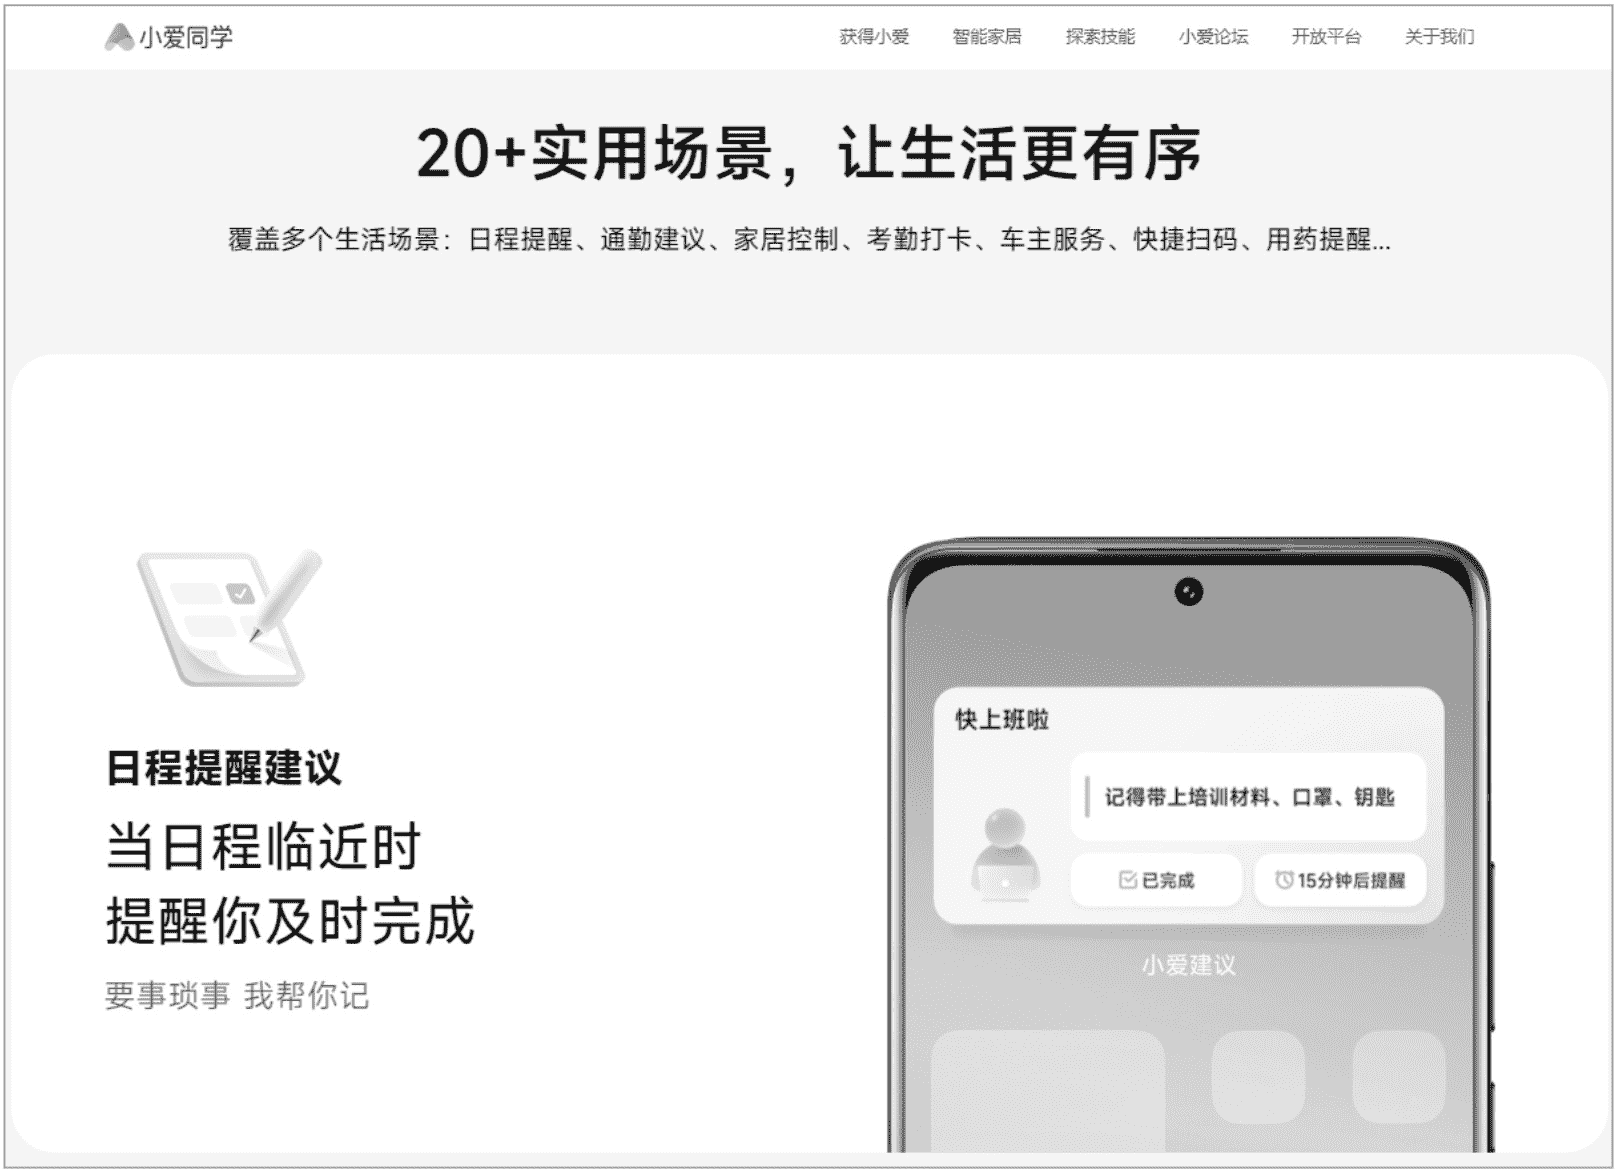 小爱同学
获得小爱 智能家居 探索技能 小爱论坛 开放平台 关于我们
20+实用场景，让生活更有序
覆盖多个生活场景：日程提醒、通勤建议、家居控制、考勤打卡、车主服务、快捷扫码、用药提醒...
日程提醒建议
当日程临近时
提醒你及时完成
要事琐事 我帮你记
快上班啦
记得带上培训材料、口罩、钥匙
已完成 15分钟后提醒
小爱建议